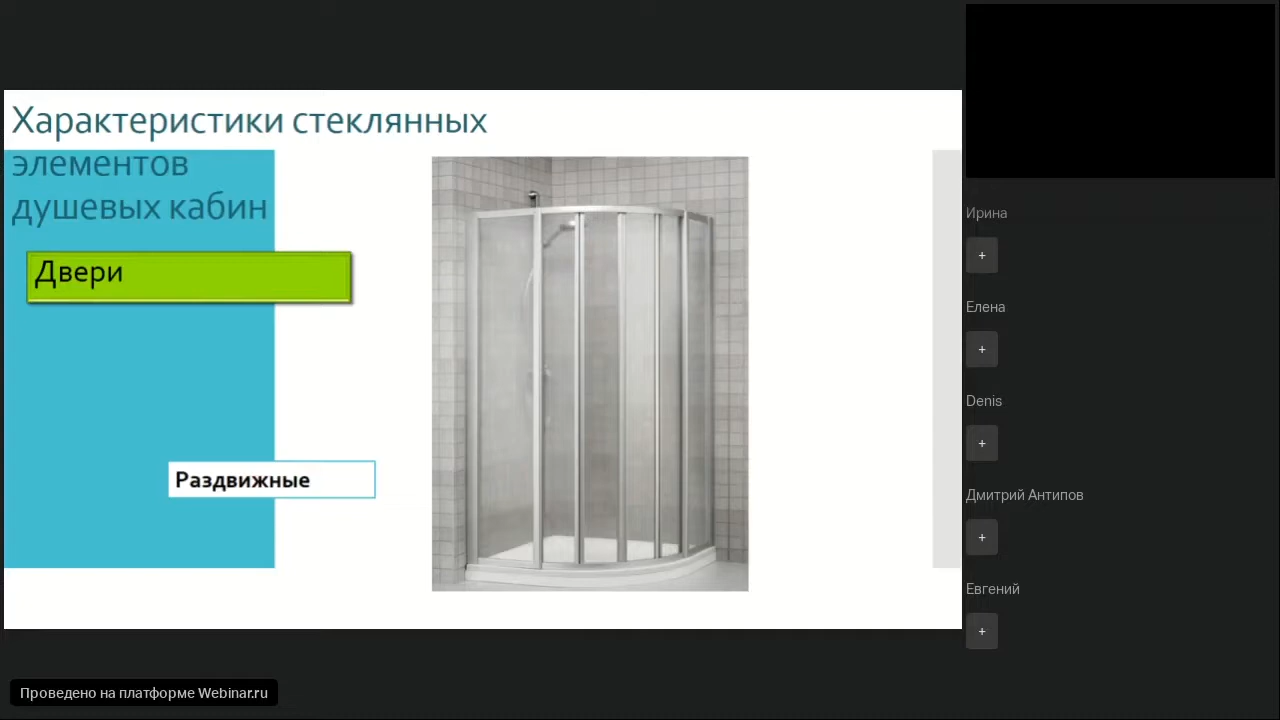 Характеристики стеклянных
элементов
душевых кабин
Двери
Раздвижные
Ирина
+
Елена
+
Denis
+
Дмитрий Антипов
+
Евгений
+
Проведено на платформе Webinar.ru